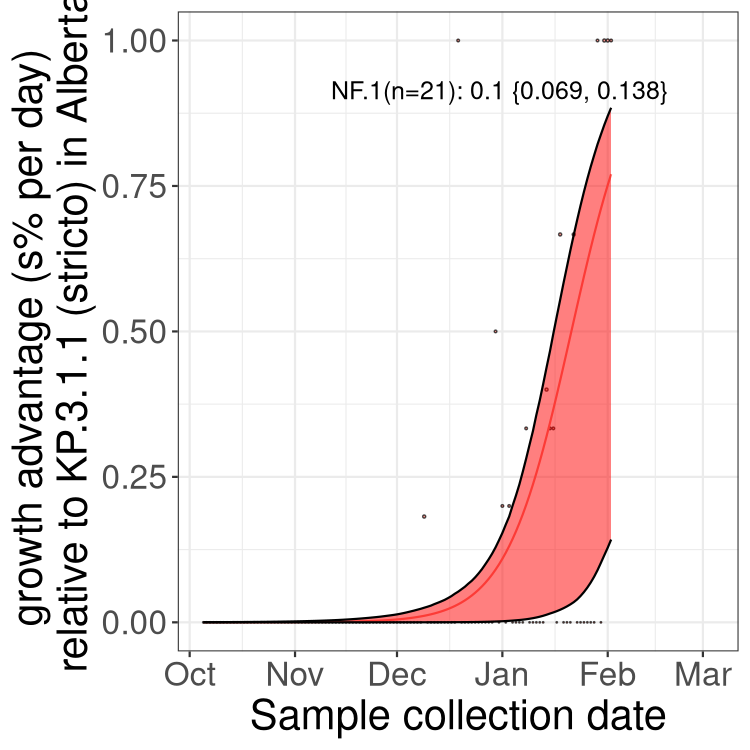 growth advantage (s% per day)
relative to KP.3.1.1 (stricto) in Alberta
1.00
0.75
0.50
0.25
0.00
NF.1(n=21): 0.1 {0.069, 0.138}
Oct Nov Dec Jan Feb Mar
Sample collection date